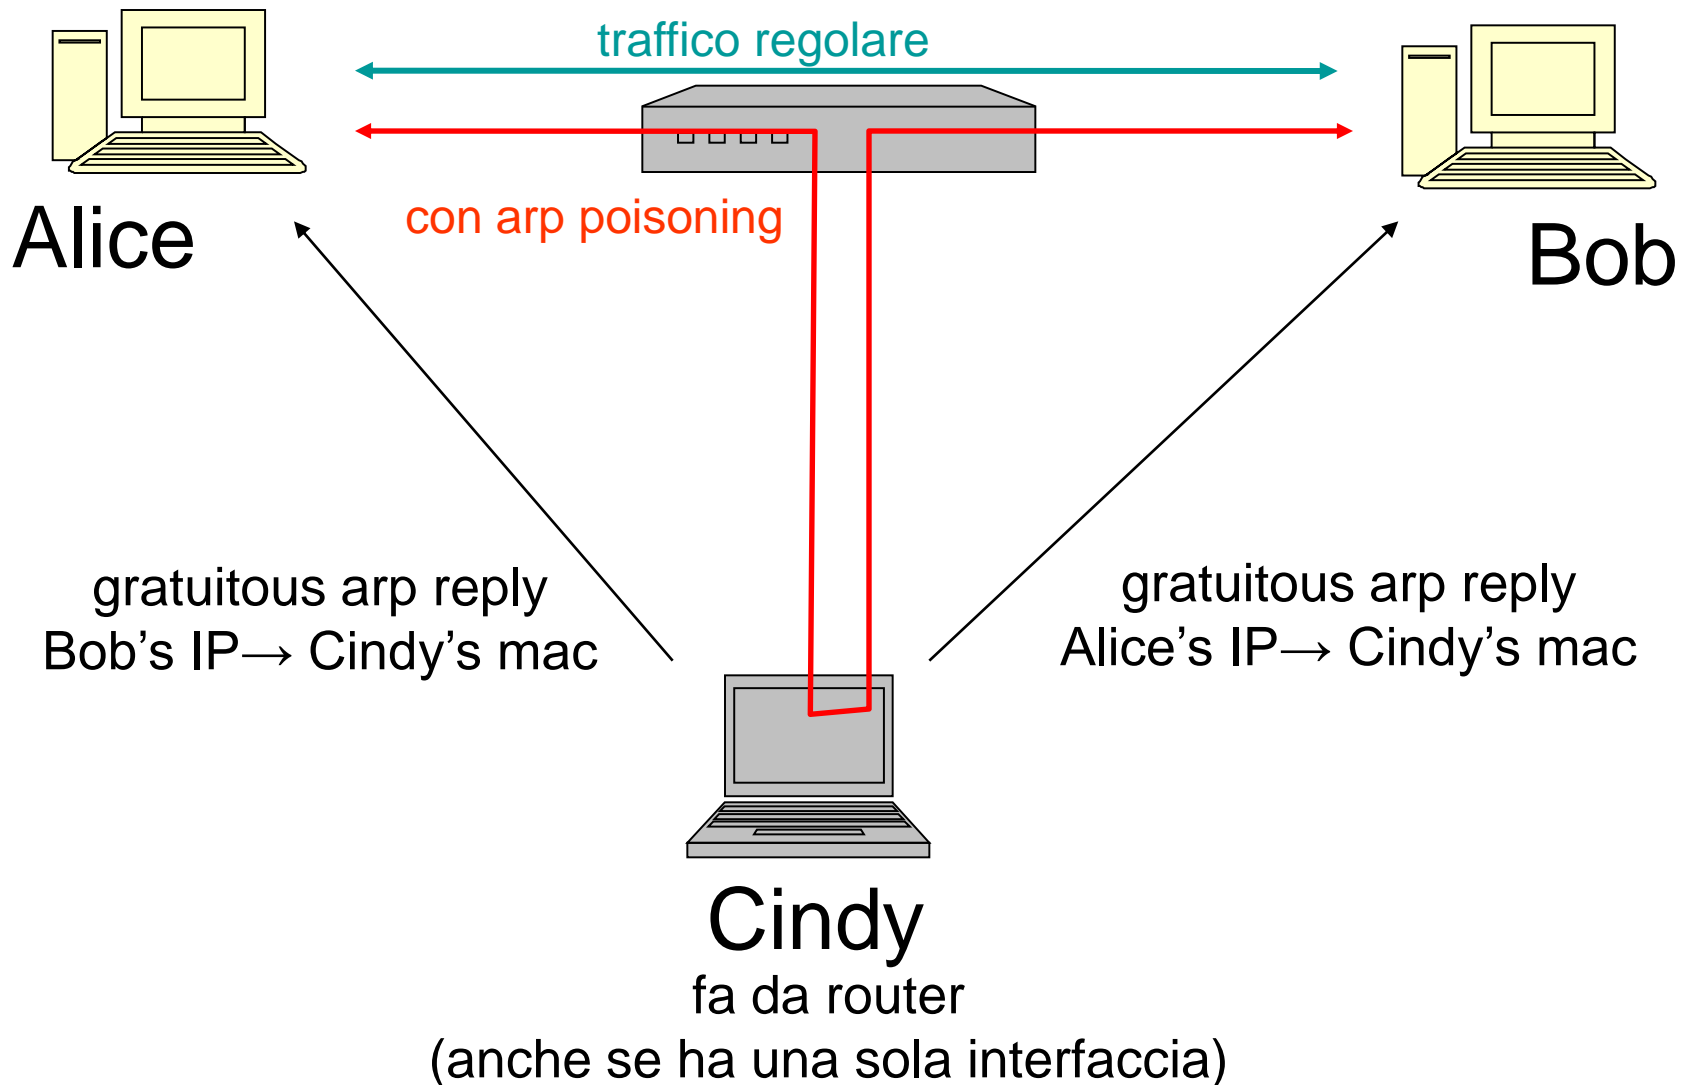 traffico regolare
con arp poisoning
Alice
Bob
gratuitous arp reply
Bob’s IP→ Cindy’s mac
gratuitous arp reply
Alice’s IP→ Cindy’s mac
Cindy
fa da router
(anche se ha una sola interfaccia)